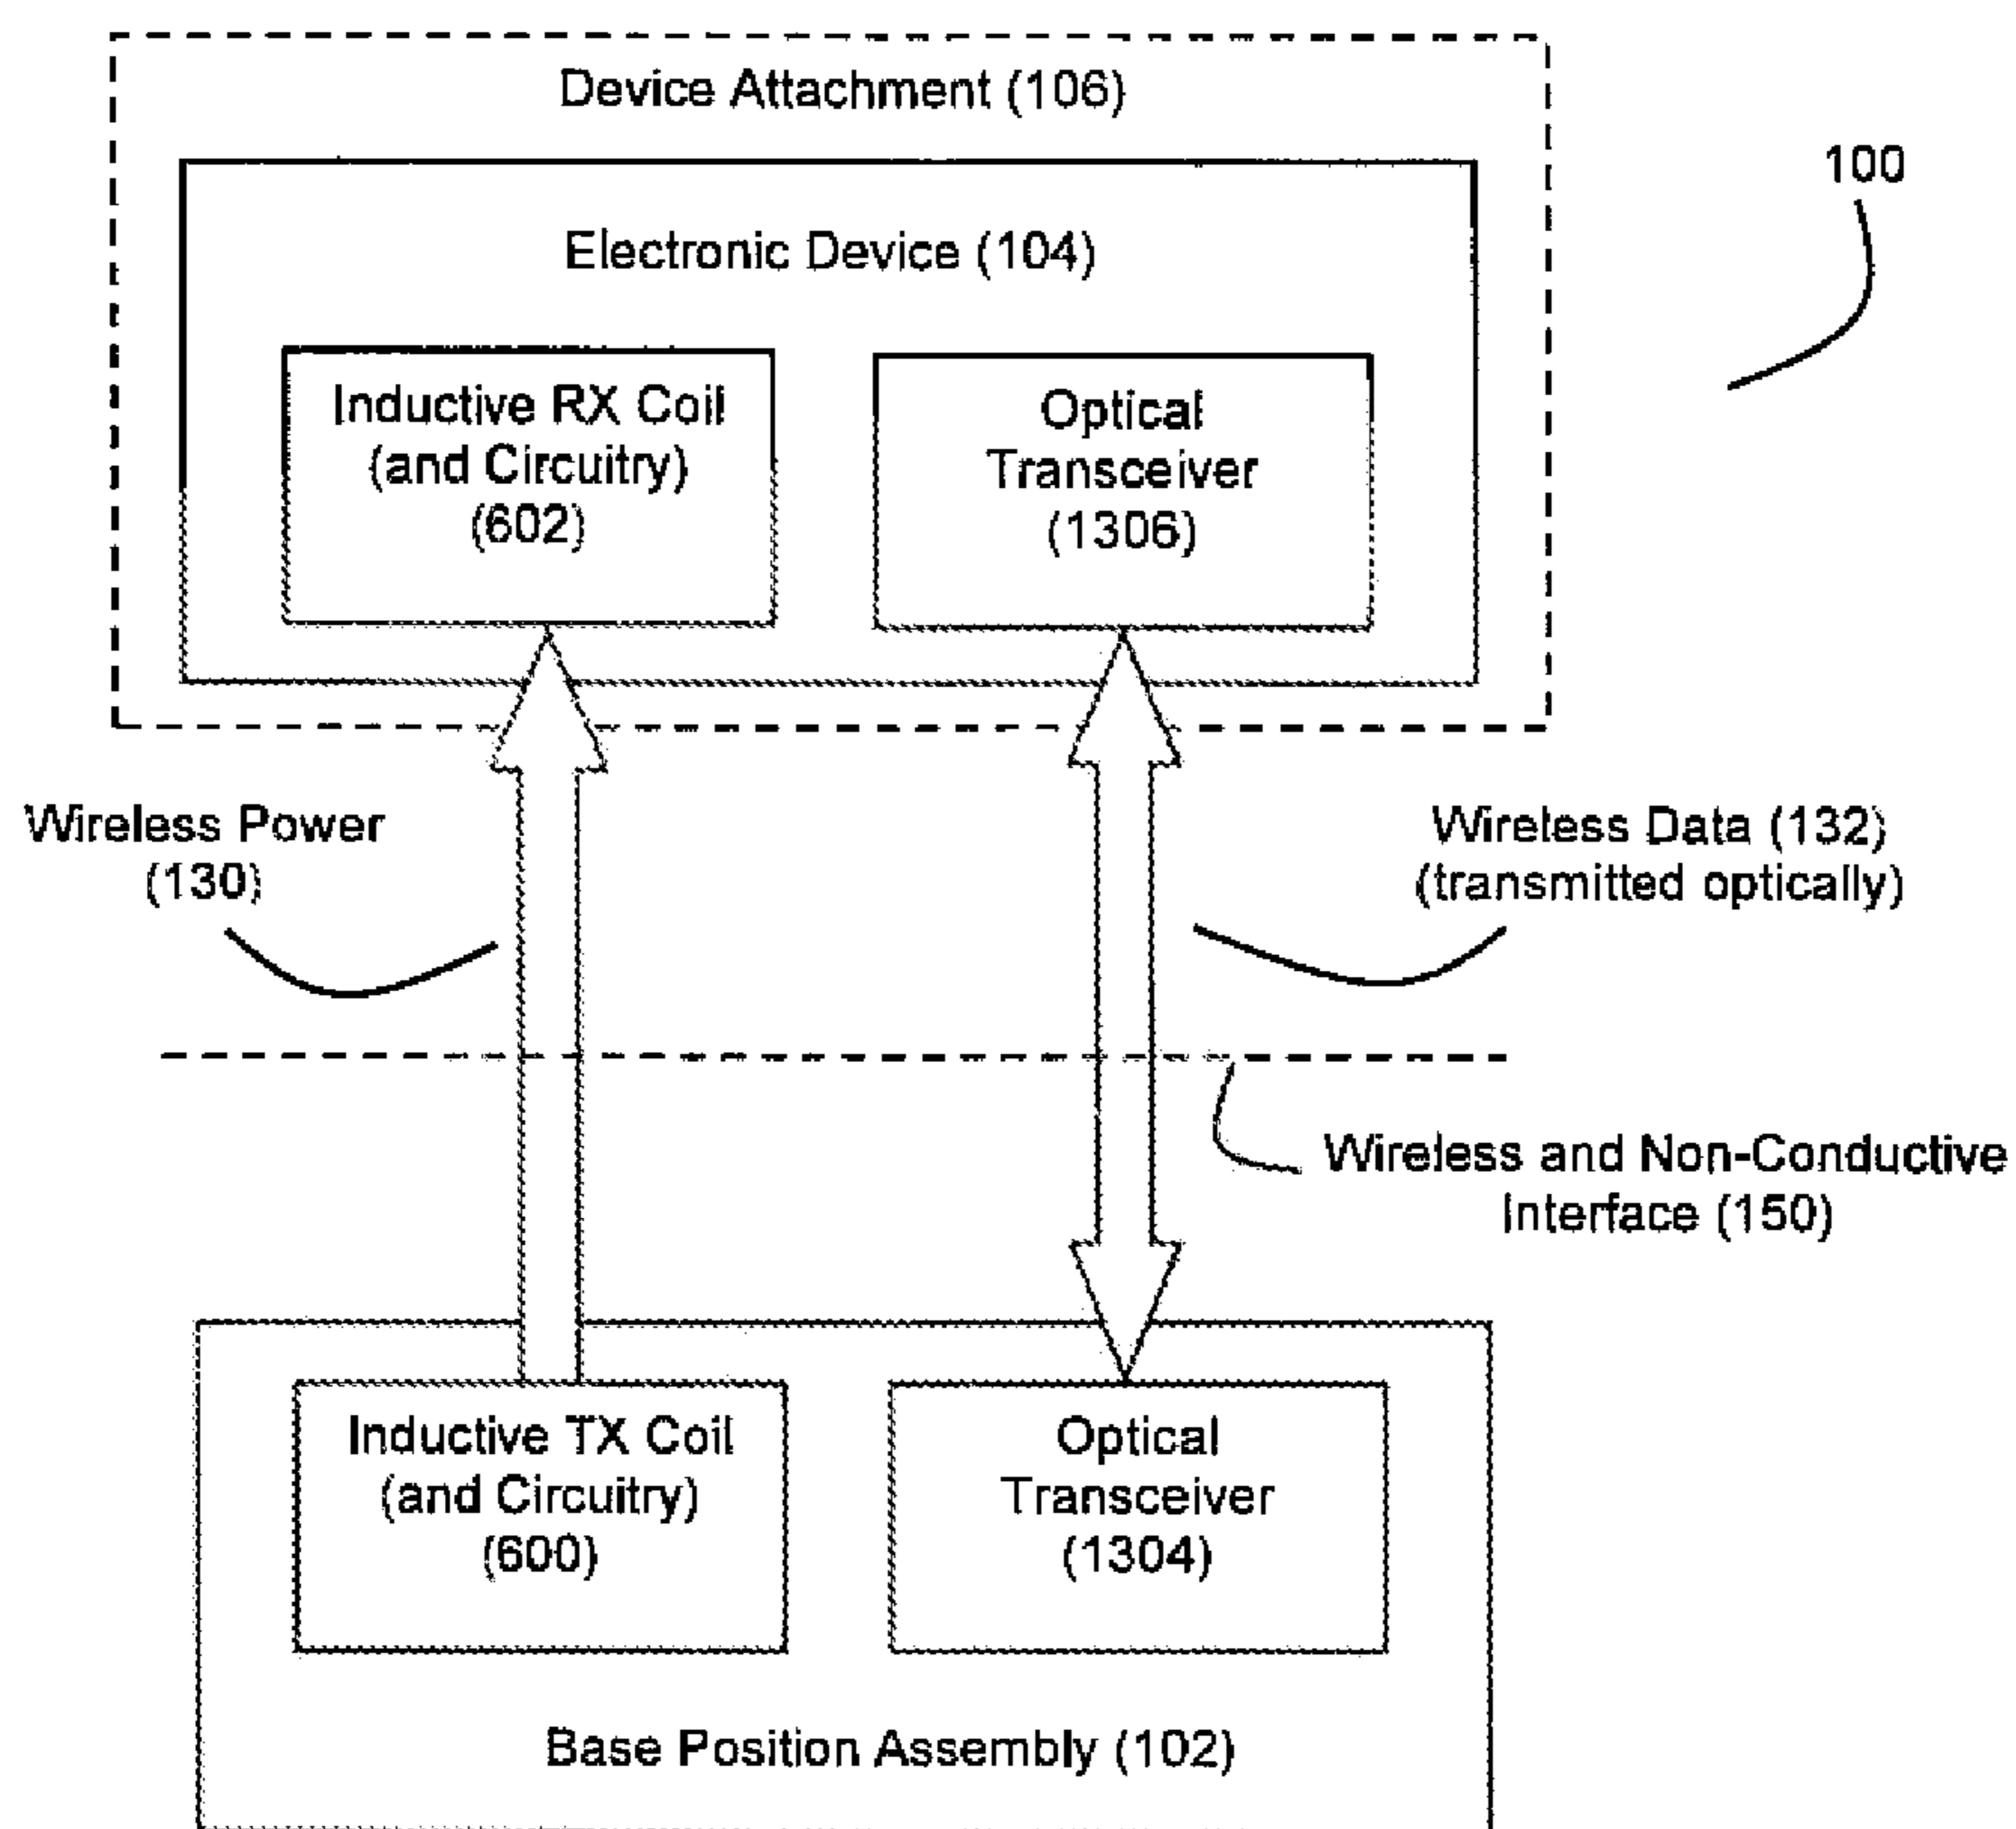 Device Attachment (106)
100
Electronic Device (104)
Inductive RX Coil
(and Circuitry)
(602)
Optical
Transceiver
(1306)
Wireless Power
(130)
Wireless Data (132)
(transmitted optically)
Wireless and Non-Conductive
Interface (150)
Inductive TX Coil
(and Circuitry)
(600)
Optical
Transceiver
(1304)
Base Position Assembly (102)